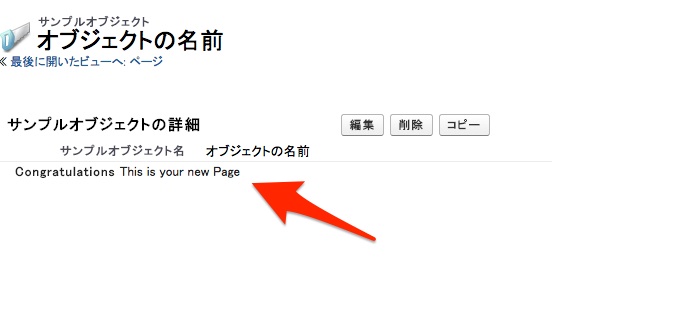 サンプルオブジェクト
オブジェクトの名前
≪ 最後に開いたビューへ: ページ
サンプルオブジェクトの詳細
編集 削除 コピー
サンプルオブジェクト名 オブジェクトの名前
Congratulations This is your new Page